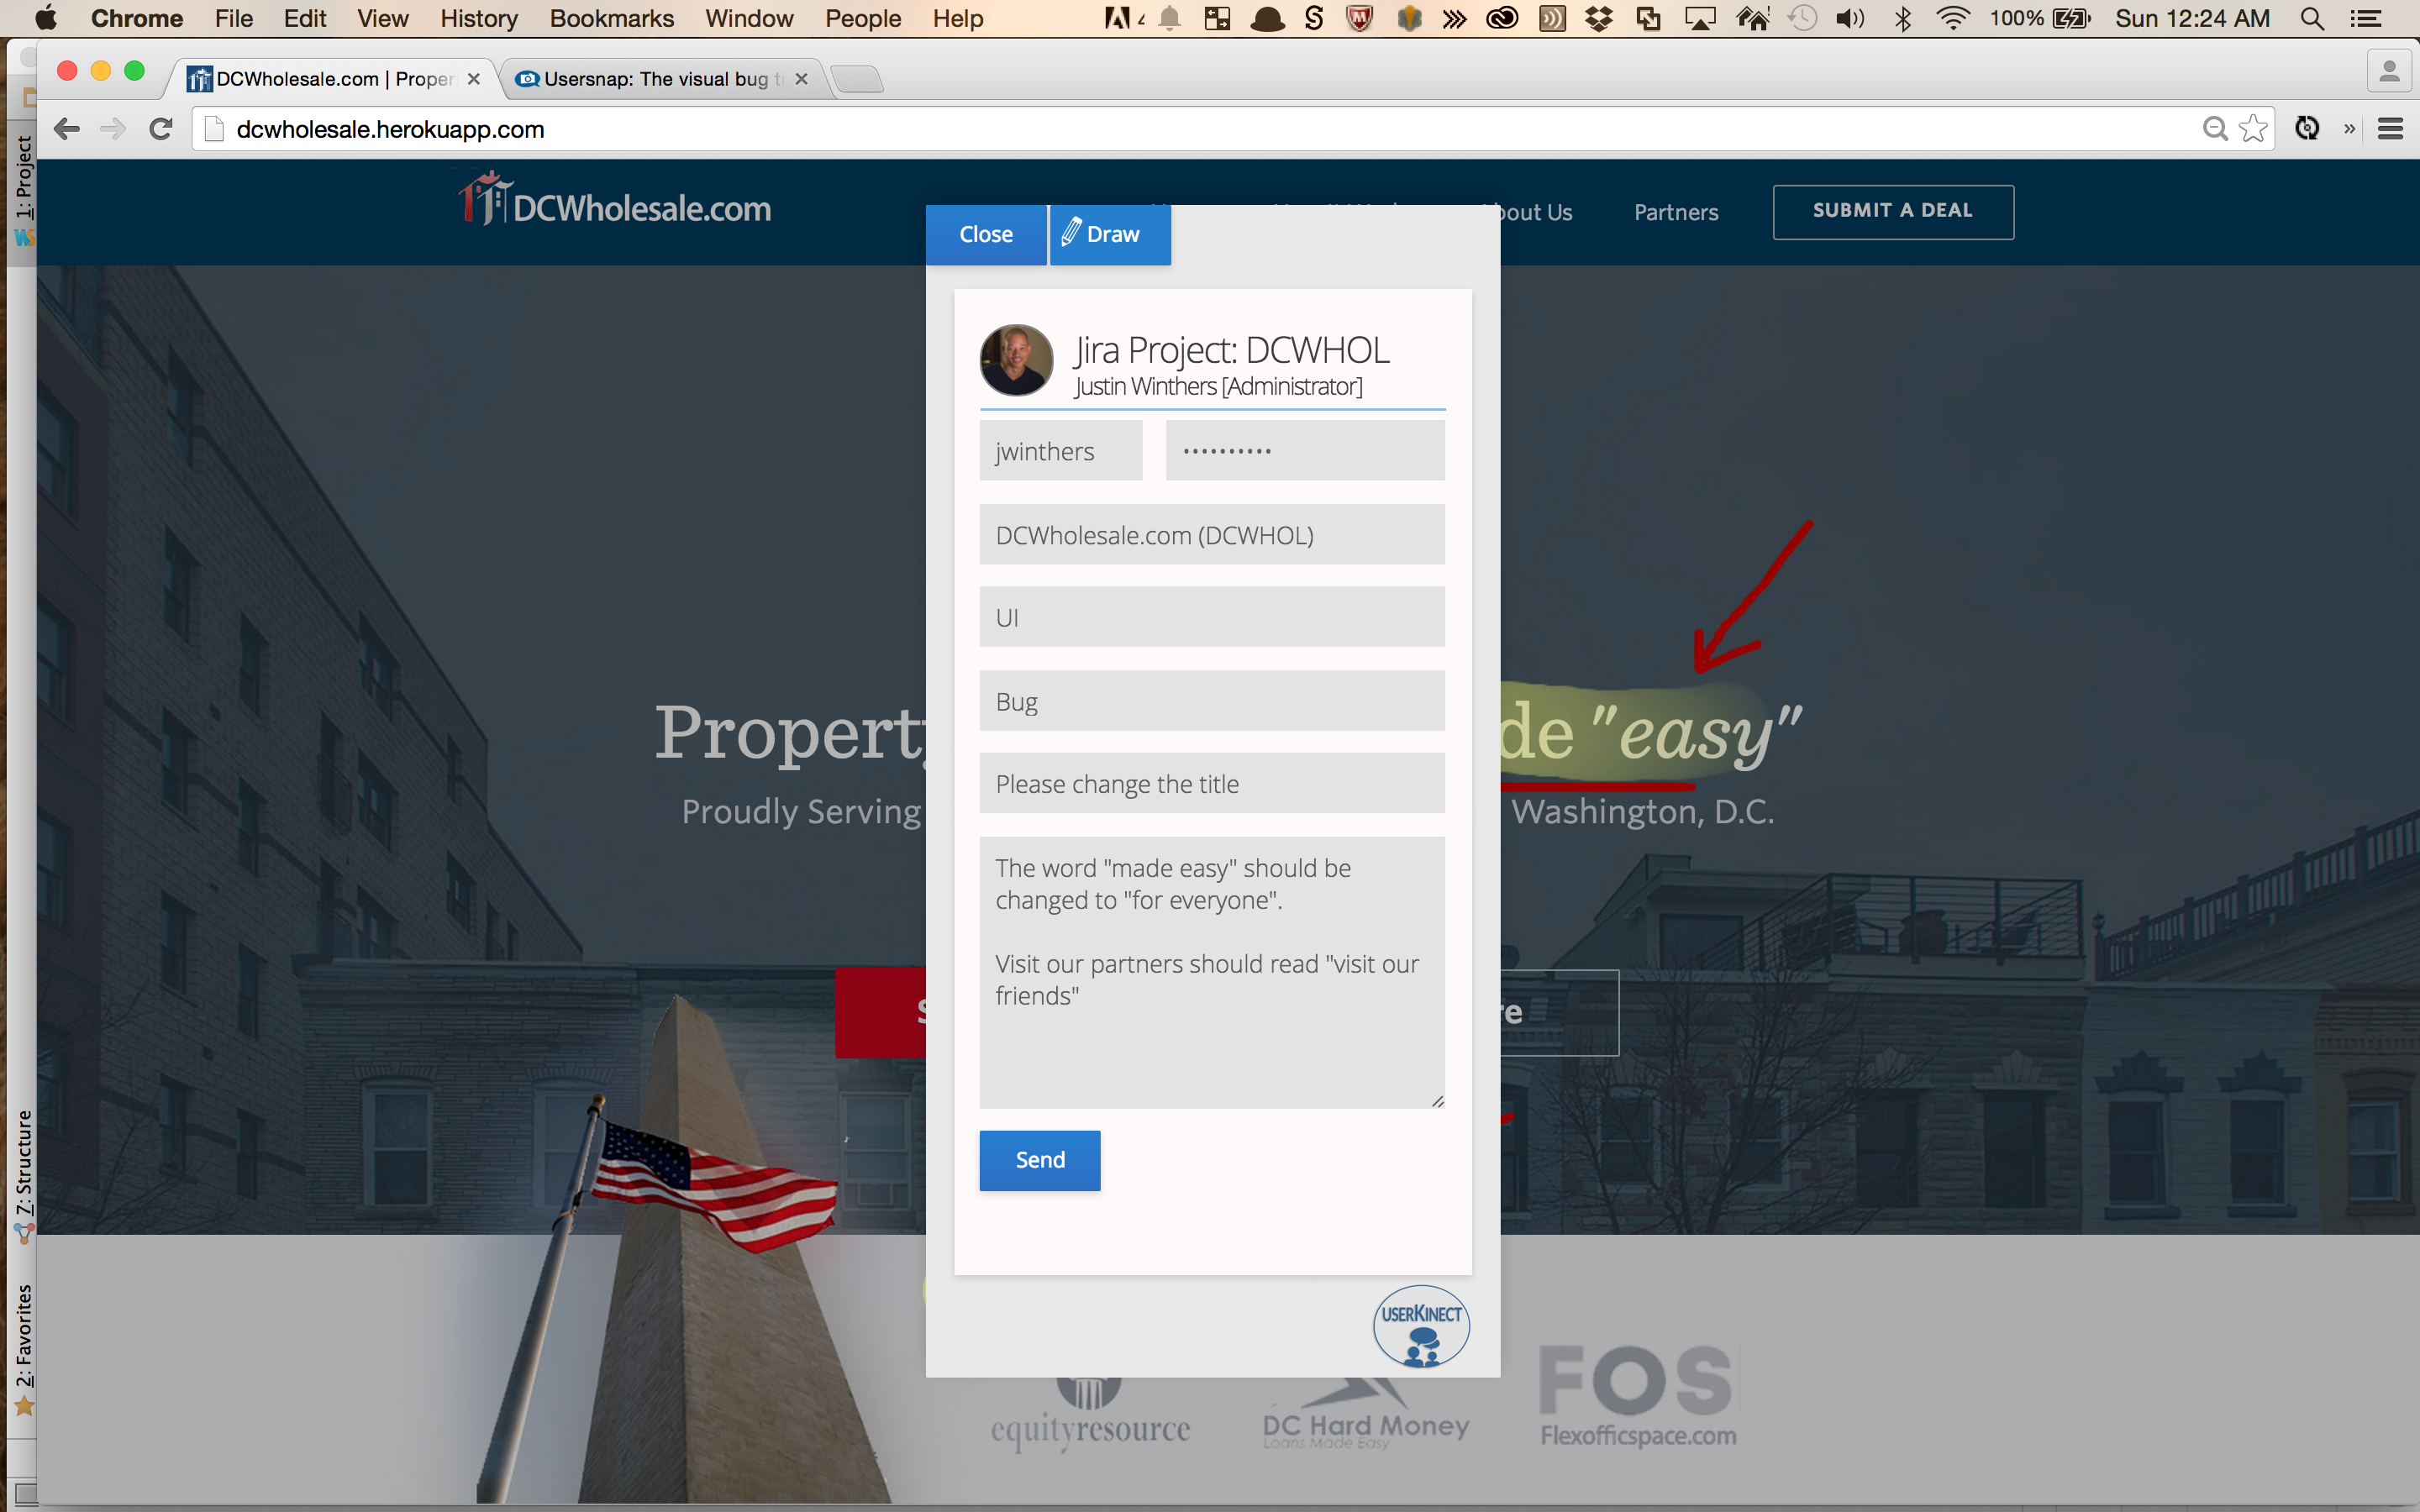 Chrome File Edit View History Bookmarks Window People Help
100% Sun 12:24 AM
DCWholesale.com | Proper
Usersnap: The visual bug t
dcwholesale.herokuapp.com
1: Project
DCWholesale.com
bout Us
Partners
SUBMIT A DEAL
Close
Draw
Jira Project: DCWHOL
Justin Winthers [Administrator]
jwinthers
••••••••••
DCWholesale.com (DCWHOL)
UI
Bug
Propert
de "easy"
Please change the title
Proudly Serving
Washington, D.C.
The word "made easy" should be
changed to "for everyone".
Visit our partners should read "visit our
friends"
S
re
Send
7: Structure
2: Favorites
USERKINECT
equityresource
DC Hard Money
Loans Made Easy
FOS
Flexofficspace.com